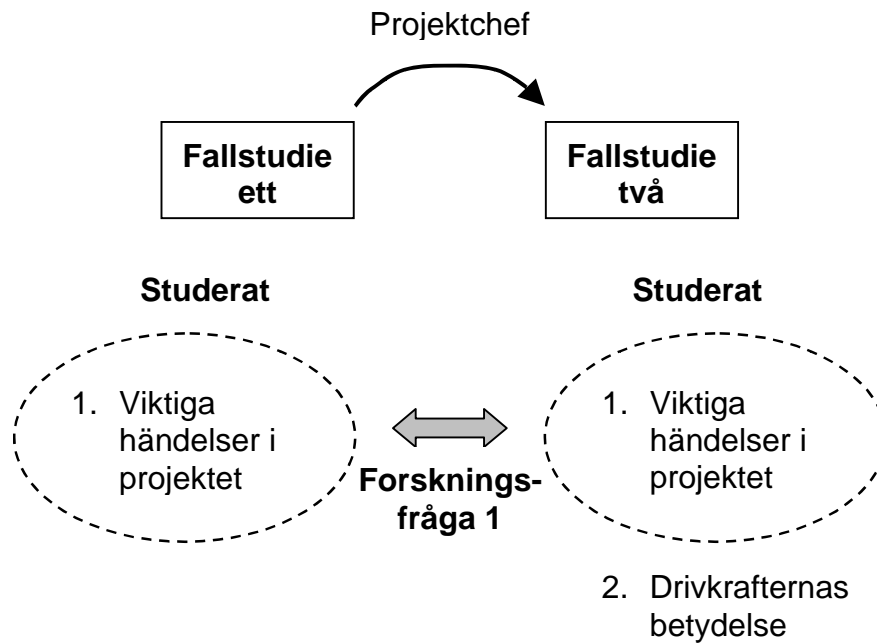 Projektchef
Fallstudie
ett
Fallstudie
två
Studerat
Studerat
1. Viktiga
händelser i
projektet
Forsknings-
fråga 1
1. Viktiga
händelser i
projektet
2. Drivkrafternas
betydelse